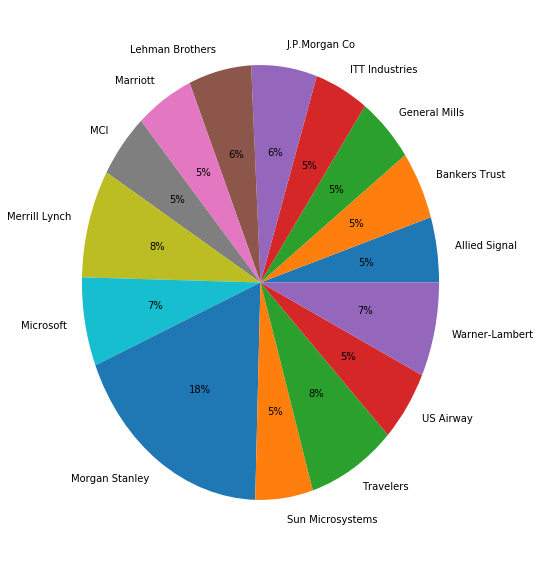 J.P.Morgan Co
Lehman Brothers
ITT Industries
Marriott
General Mills
MCI
6%
6%
5%
5%
Bankers Trust
5%
5%
Merrill Lynch
5%
Allied Signal
8%
5%
7%
7%
Microsoft
Warner-Lambert
5%
18%
8%
5%
US Airway
Morgan Stanley
Travelers
Sun Microsystems